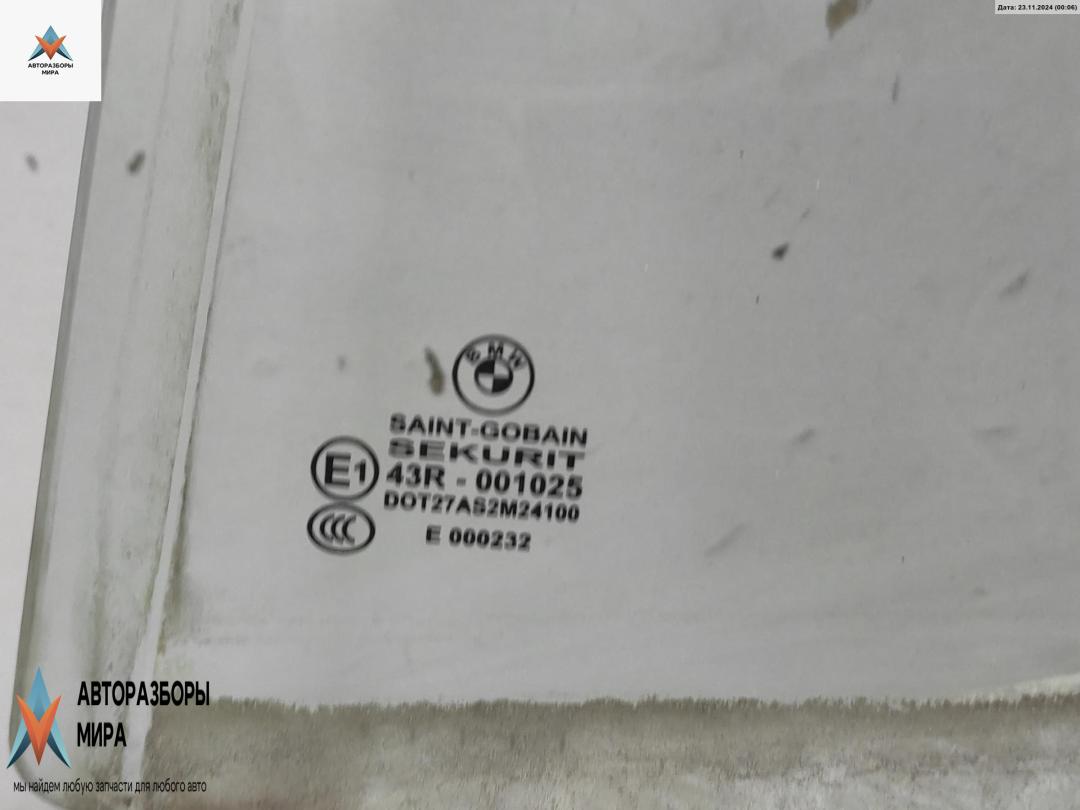 АВТОРАЗБОРЫ
МИРА
Дата: 23.11.2024 (00:06)
BMW
SAINT-GOBAIN
SEKURIT
E1 43R - 001025
DOT27AS2M24100
CCC
E 000232
АВТОРАЗБОРЫ
МИРА
мы найдем любую запчасти для любого авто